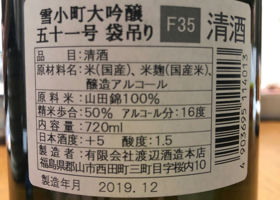 雪小町大吟醸
五十一号 袋吊り
F35
清酒
品目:清酒
原材料名:米(国産)、米麹(国産)、
醸造アルコール
原料米:山田錦100%
精米歩合:50% アルコール分:16度
内容量:720ml
日本酒度:+5 酸度:1.5
製造者:有限会社渡辺酒造本店
福島県郡山市西田町三町目字桜内10
製造年月 2019.12
4903695114013